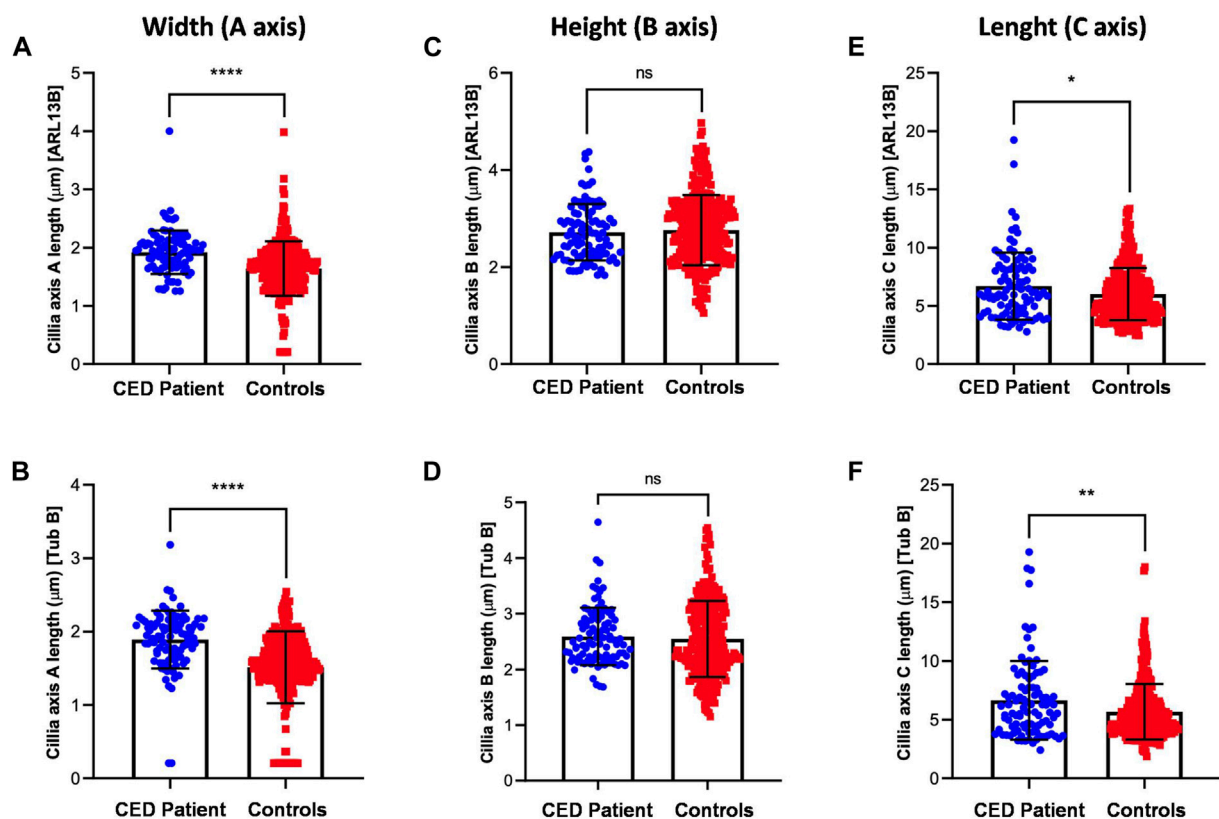 Width (A axis)
Height (B axis)
Lenght (C axis)
A
Cillia axis A length (μm) [ARL13B]
5
4
3
2
1
0
****
CED Patient
Controls
C
Cillia axis B length (μm) [ARL13B]
6
4
2
0
ns
CED Patient
Controls
E
Cillia axis C length (μm) [ARL13B]
25
20
15
10
5
0
*
CED Patient
Controls
B
Cillia axis A length (μm) [Tub B]
4
3
2
1
0
****
CED Patient
Controls
D
Cillia axis B length (μm) [Tub B]
5
4
3
2
1
0
ns
CED Patient
Controls
F
Cillia axis C length (μm) [Tub B]
25
20
15
10
5
0
**
CED Patient
Controls